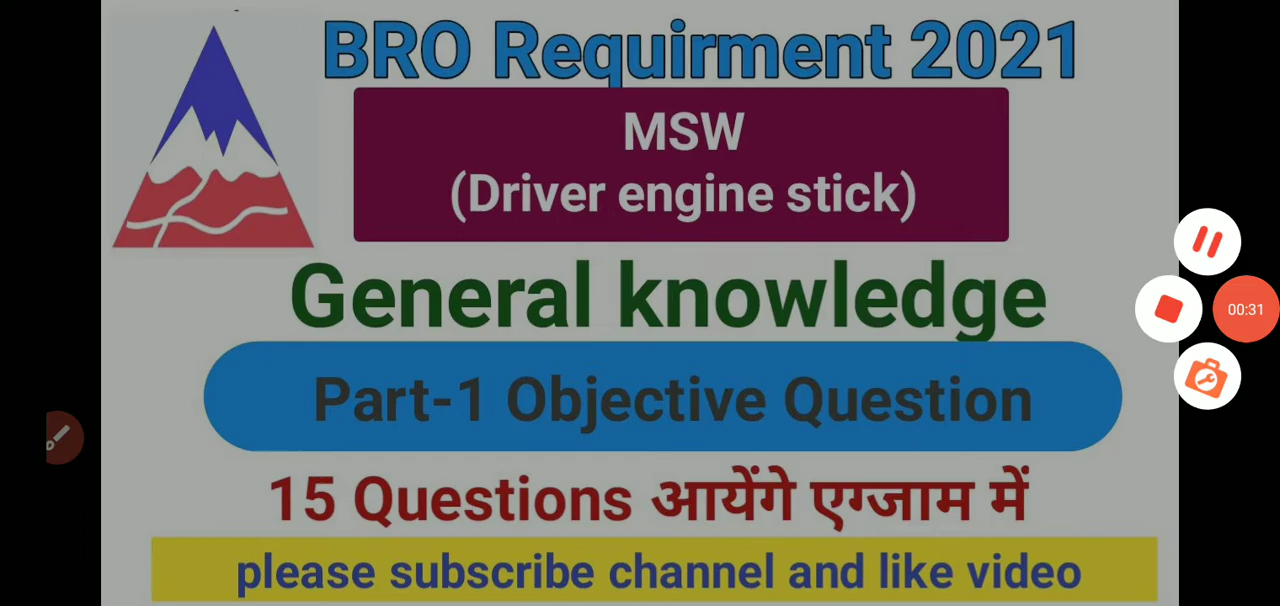 BRO Requirment 2021
MSW
(Driver engine stick)
General knowledge
Part-1 Objective Question
15 Questions आयेंगे एग्जाम में
please subscribe channel and like video
00:31